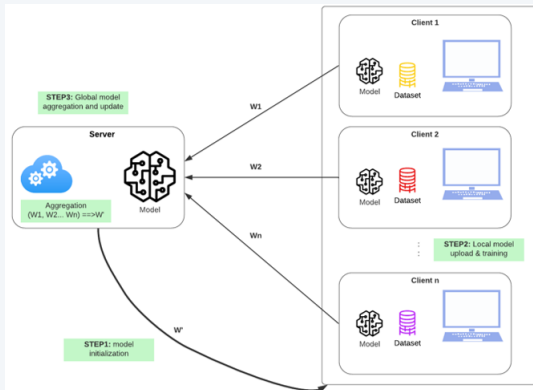 Client 1
Model
Dataset
STEP3: Global model
aggregation and update
W1
Server
Aggregation
(W1, W2... Wn) ==>W'
Model
W2
Client 2
Model
Dataset
Wn
STEP2: Local model
upload & training
Client n
Model
Dataset
W'
STEP1: model
initialization